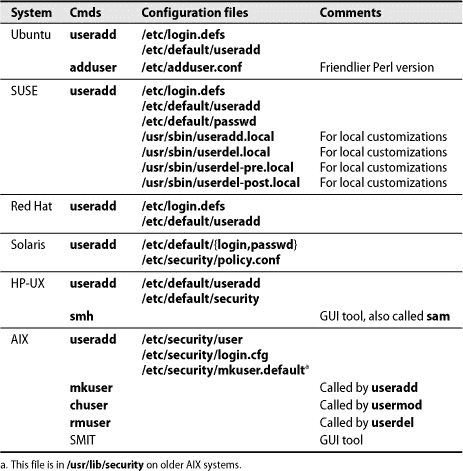 System Cmds Configuration files Comments
Ubuntu useradd /etc/login.defs
/etc/default/useradd
adduser /etc/adduser.conf Friendlier Perl version
SUSE useradd /etc/login.defs
/etc/default/useradd
/etc/default/passwd
/usr/sbin/useradd.local For local customizations
/usr/sbin/userdel.local For local customizations
/usr/sbin/userdel-pre.local For local customizations
/usr/sbin/userdel-post.local For local customizations
Red Hat useradd /etc/login.defs
/etc/default/useradd
Solaris useradd /etc/default/{login,passwd}
/etc/security/policy.conf
HP-UX useradd /etc/default/useradd
/etc/default/security
smh GUI tool, also called sam
AIX useradd /etc/security/user
/etc/security/login.cfg
/etc/security/mkuser.defaultª
mkuser Called by useradd
chuser Called by usermod
rmuser Called by userdel
SMIT GUI tool
a. This file is in /usr/lib/security on older AIX systems.